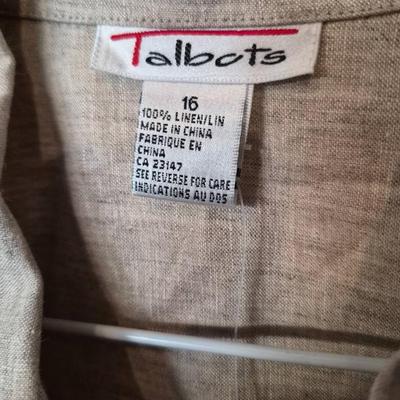 Talbots
16
100% LINEN/LIN
MADE IN CHINA
FABRIQUE EN
CHINA
CA 23147
SEE REVERSE FOR CARE
INDICATIONS AU DOS